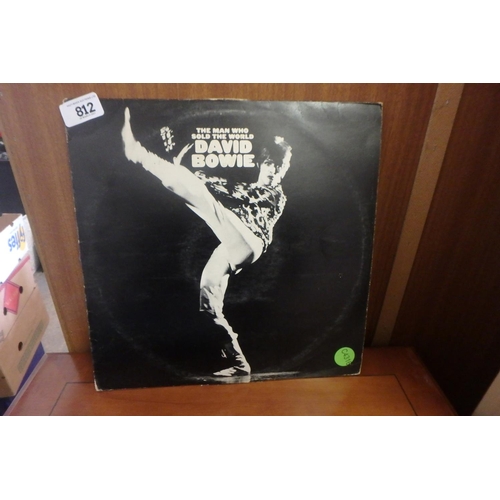 812
THE MAN WHO
SOLD THE WORLD
DAVID
BOWIE